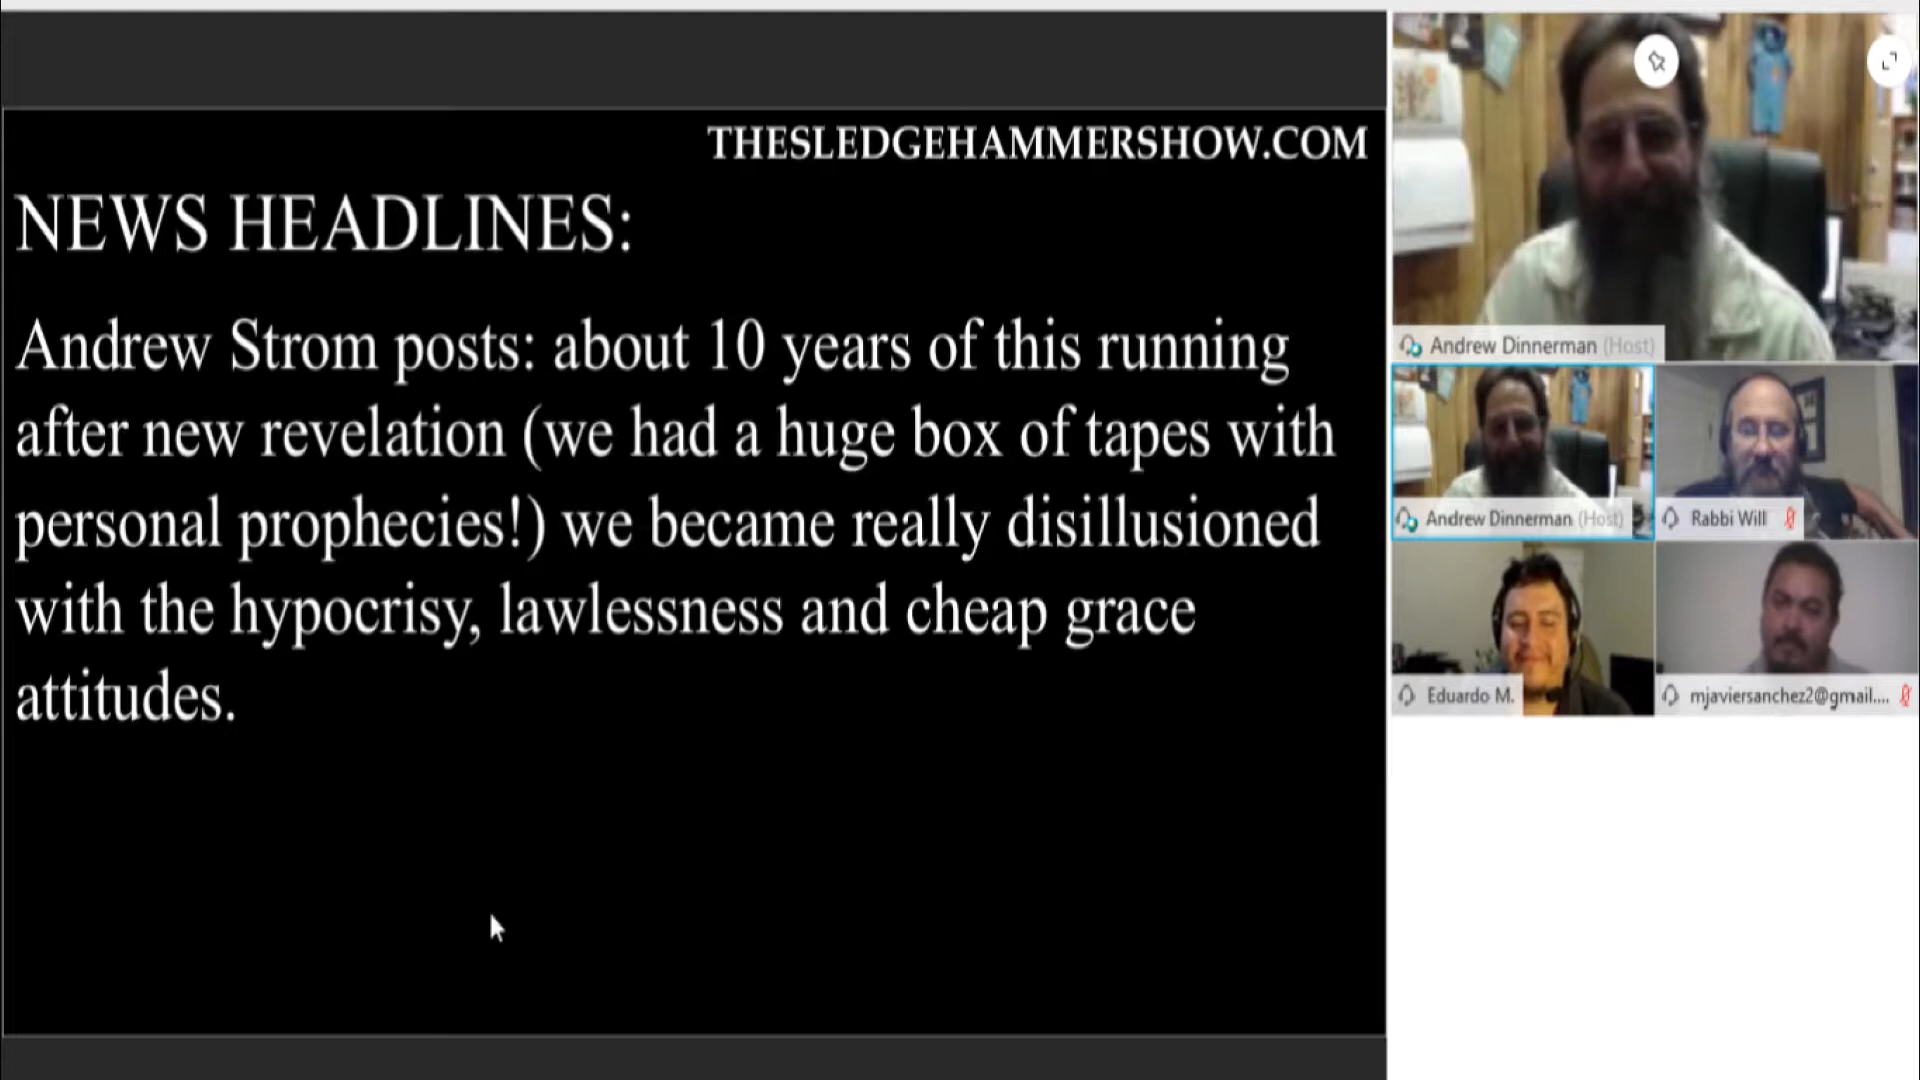 THESLEDGEHAMMERSHOW.COM
NEWS HEADLINES:
Andrew Strom posts: about 10 years of this running
after new revelation (we had a huge box of tapes with
personal prophecies!) we became really disillusioned
with the hypocrisy, lawlessness and cheap grace
attitudes.
Andrew Dinnerman (Host)
Andrew Dinnerman (Host)
Rabbi Will
Eduardo M.
mjaviersanchez2@gmail....